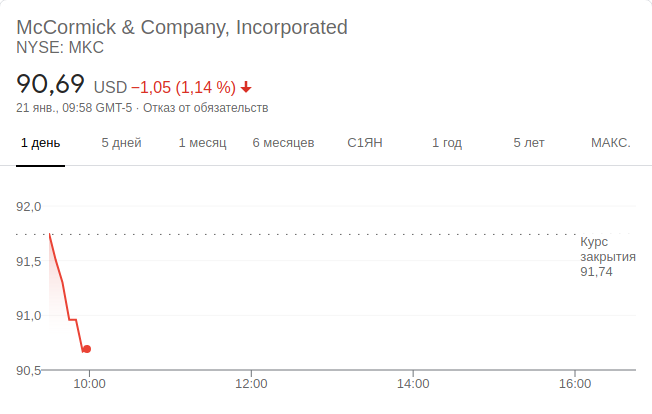 McCormick & Company, Incorporated
NYSE: MKC
90,69 USD −1,05 (1,14 %)
21 янв., 09:58 GMT-5 · Отказ от обязательств
1 день 5 дней 1 месяц 6 месяцев С1ЯН 1 год 5 лет МАКС.
92,0
Курс
закрытия
91,74
91,5
91,0
90,5
10:00 12:00 14:00 16:00